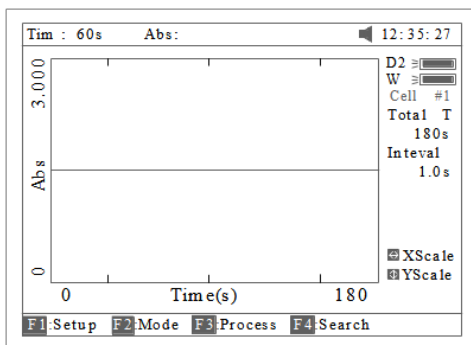 Tim : 60s Abs: 12:35:27
3.000
Abs
0
D2
W
Cell #1
Total T
180s
Inteval
1.0s
XScale
YScale
0 Time(s) 180
F1:Setup F2:Mode F3:Process F4:Search